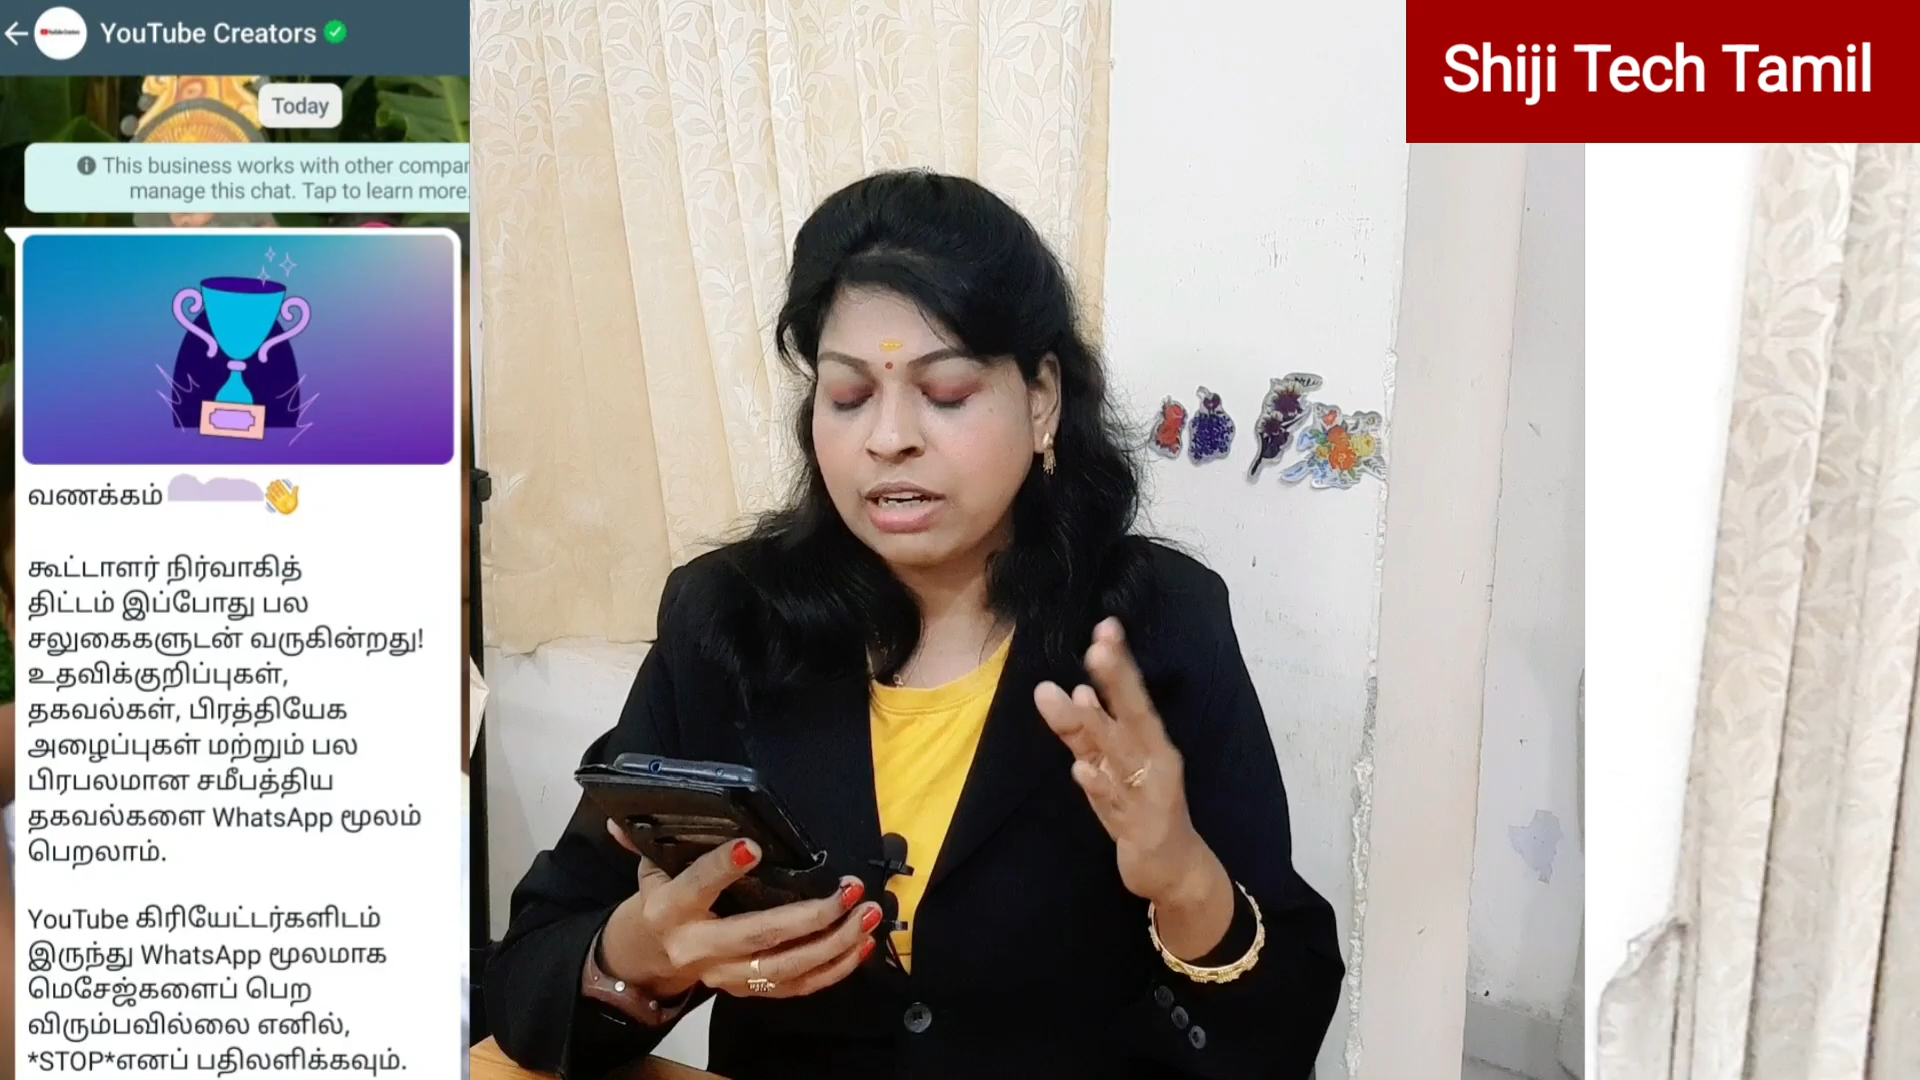 YouTube Creators
Today
This business works with other compan
manage this chat. Tap to learn more.
வணக்கம் 👋
கூட்டாளர் நிர்வாகித்
திட்டம் இப்போது பல
சலுகைகளுடன் வருகின்றது!
உதவிக்குறிப்புகள்,
தகவல்கள், பிரத்தியேக
அழைப்புகள் மற்றும் பல
பிரபலமான சமீபத்திய
தகவல்களை WhatsApp மூலம்
பெறலாம்.
YouTube கிரியேட்டர்களிடம்
இருந்து WhatsApp மூலமாக
மெசேஜ்களைப் பெற
விரும்பவில்லை எனில்,
*STOP*எனப் பதிலளிக்கவும்.
Shiji Tech Tamil